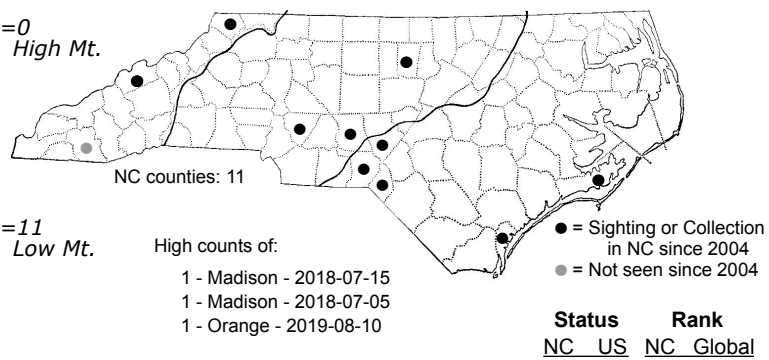 =0
High Mt.
NC counties: 11
=11
Low Mt.
High counts of:
1 - Madison - 2018-07-15
1 - Madison - 2018-07-05
1 - Orange - 2019-08-10
● = Sighting or Collection
in NC since 2004
● = Not seen since 2004
Status Rank
NC US NC Global